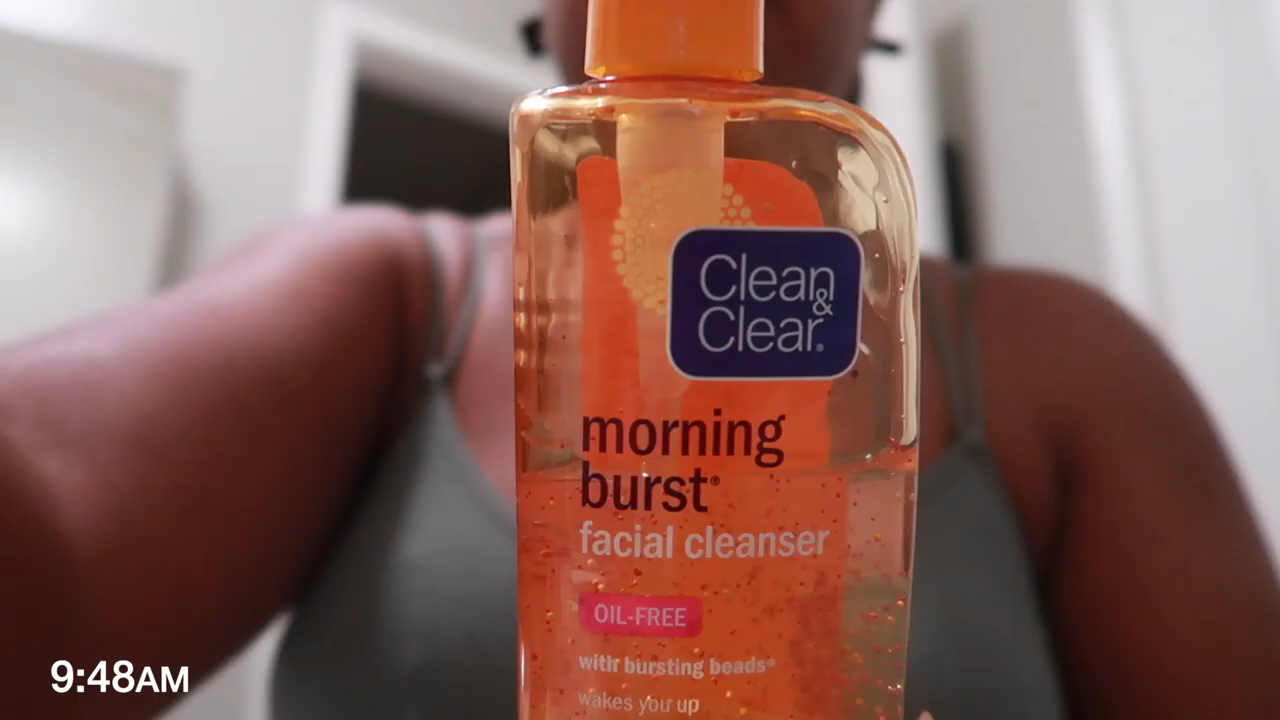 Clean
&
Clear®
morning
burst®
facial cleanser
OIL-FREE
with bursting beads®
wakes you up
9:48AM